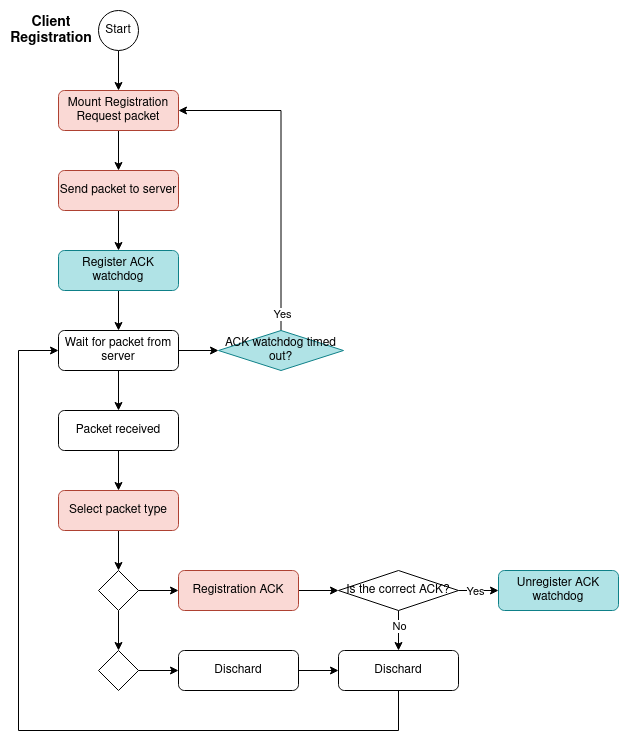 Client
Registration
Start
Mount Registration
Request packet
Send packet to server
Register ACK
watchdog
Yes
Wait for packet from
server
ACK watchdog timed
out?
Packet received
Select packet type
Registration ACK
Is the correct ACK?
Yes
Unregister ACK
watchdog
No
Dischard
Dischard